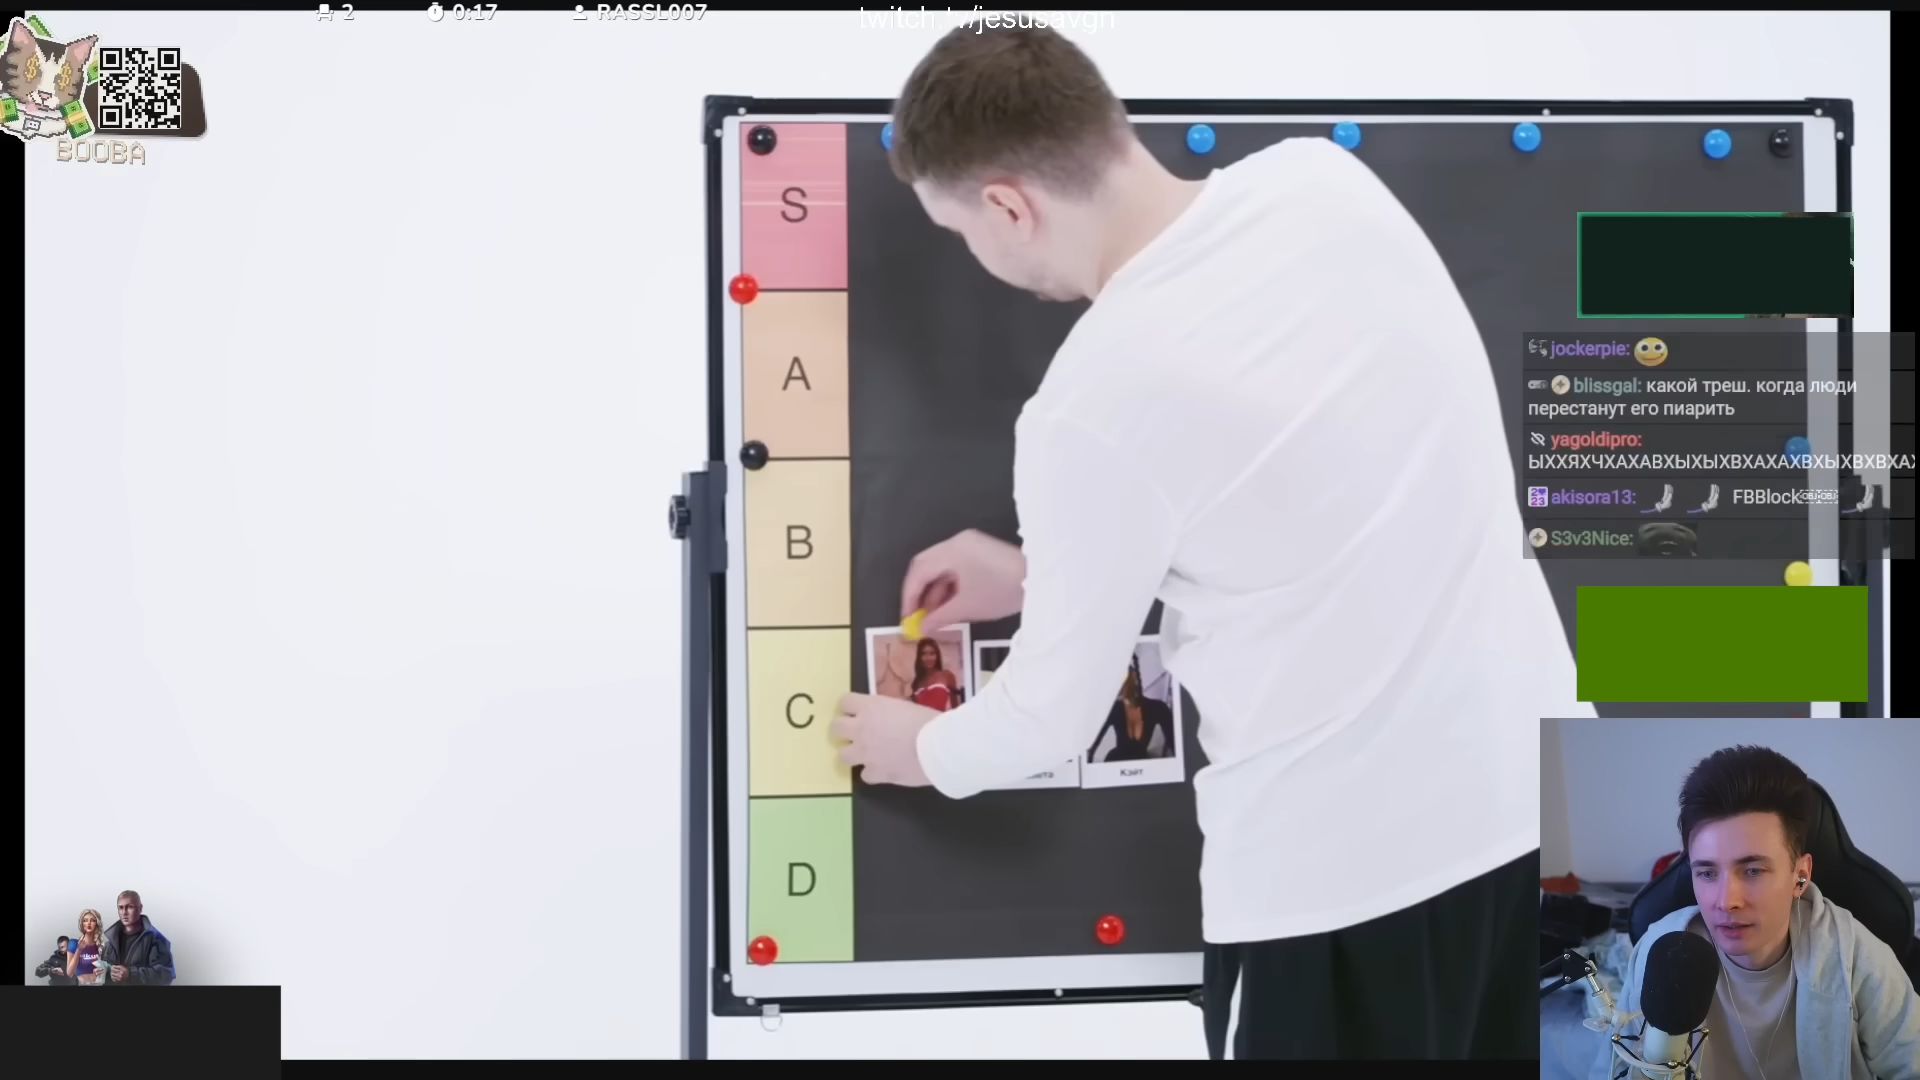 2
0:17
RASSL007
twitch.tv/jesusavgn
BOOBA
S
A
B
C
D
Кэйт
jockerpie:
blissgal: какой треш. когда люди
перестанут его пиарить
yagoldipro:
ЫХХЯХЧХАХАВХЫХЫХВХАХАХВХЫХВХВХАХ
akisora13: FBBlock
S3v3Nice: